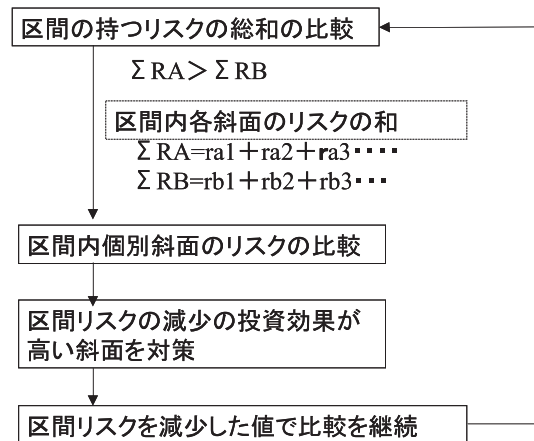 区間の持つリスクの総和の比較
ΣRA＞ΣRB
区間内各斜面のリスクの和
ΣRA=ra1＋ra2＋ra3・・・・
ΣRB=rb1＋rb2＋rb3・・・
区間内個別斜面のリスクの比較
区間リスクの減少の投資効果が
高い斜面を対策
区間リスクを減少した値で比較を継続